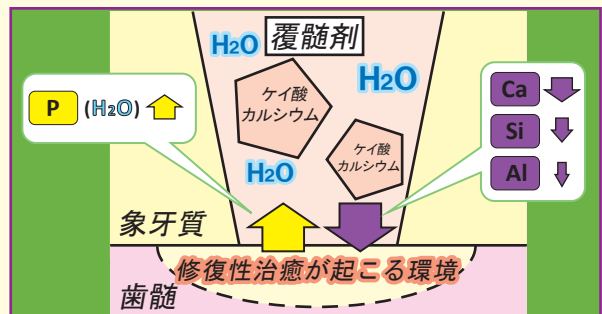 H2O
覆髄剤
H2O
P (H2O)
ケイ酸
カルシウム
Ca
Si
Al
ケイ酸
カルシウム
H2O
象牙質
修復性治癒が起こる環境
歯髄